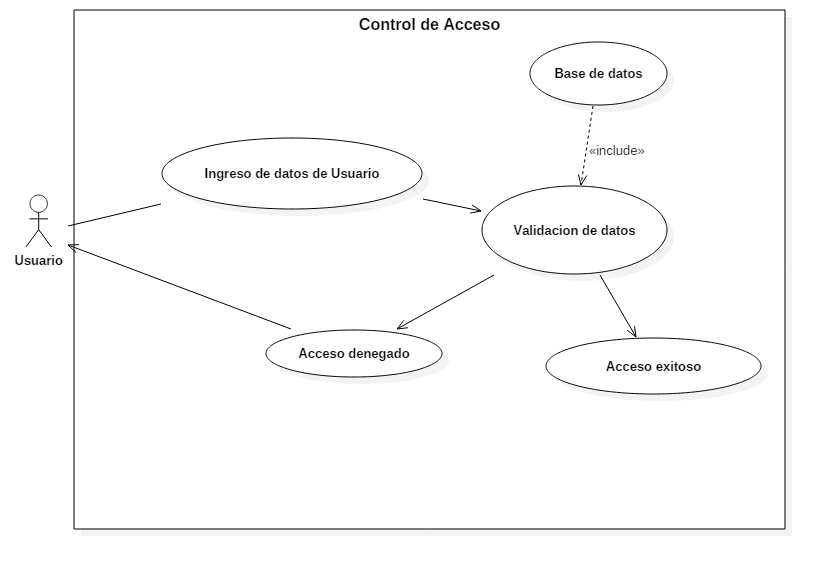 Control de Acceso
Base de datos
«include»
Ingreso de datos de Usuario
Validacion de datos
Usuario
Acceso denegado
Acceso exitoso